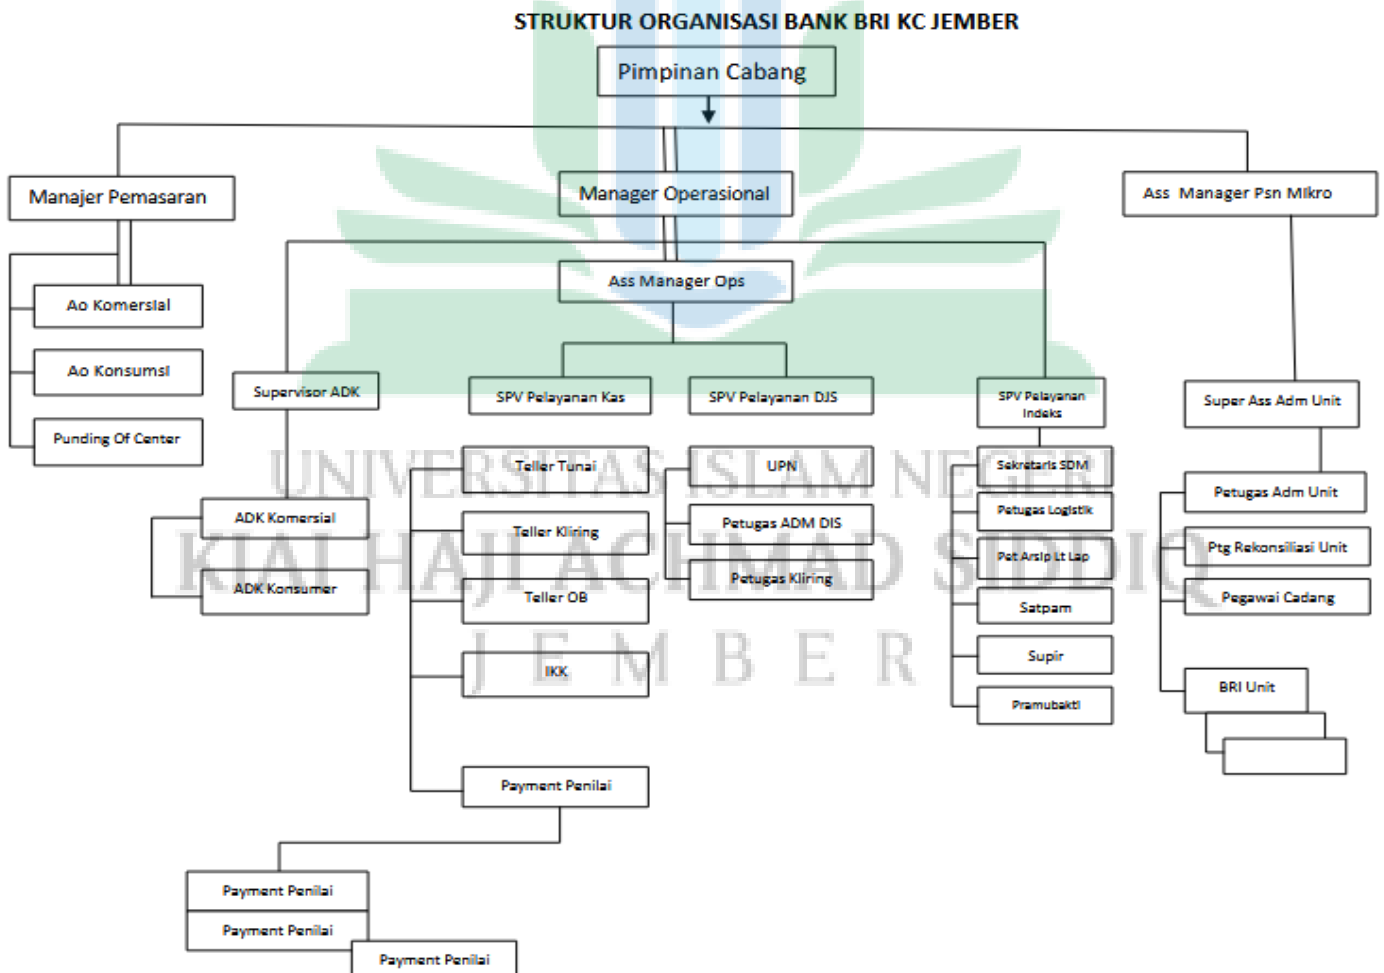 STRUKTUR ORGANISASI BANK BRI KC JEMBER
Pimpinan Cabang
Manajer Pemasaran
Manager Operasional
Ass Manager Psn Mikro
Ass Manager Ops
Ao Komersial
Ao Konsumsi
Punding Of Center
Supervisor ADK
SPV Pelayanan Kas
SPV Pelayanan DJS
SPV Pelayanan
Indeks
Super Ass Adm Unit
ADK Komersial
ADK Konsumer
Teller Tunai
Teller Kliring
Teller OB
IKK
Payment Penilai
UPN
Petugas ADM DIS
Petugas Kliring
Sekretaris SDM
Petugas Logistik
Pet Arsip Lt Lap
Satpam
Supir
Pramubakti
Petugas Adm Unit
Ptg Rekonsiliasi Unit
Pegawai Cadang
BRI Unit
Payment Penilai
Payment Penilai
Payment Penilai
UNIVERSITAS ISLAM NEGERI
KIAI HAJI ACHMAD SIDDIQ
JEMBER